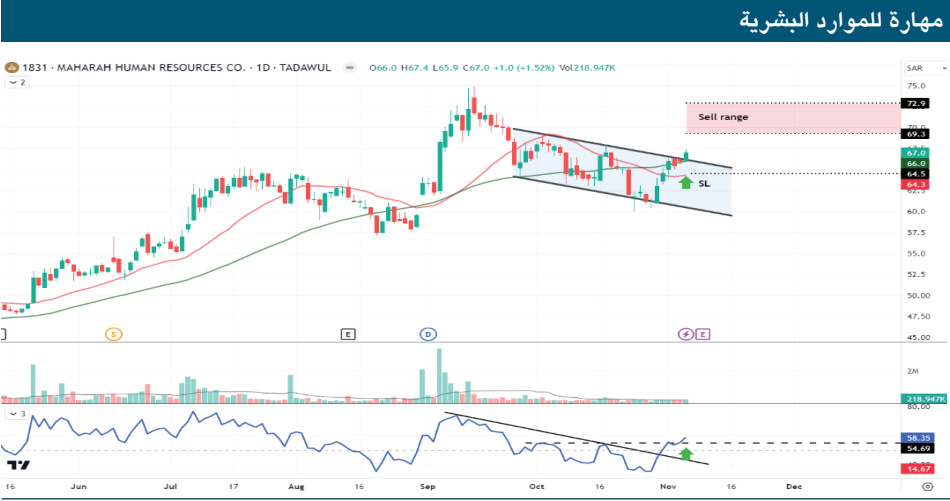 مهارة للموارد البشرية
1831 · MAHARAH HUMAN RESOURCES CO. · 1D · TADAWUL O66.0 H67.4 L65.9 C67.0 +1.0 (+1.52%) Vol218.947K
SAR
2
75.0
72.9
Sell range
69.3
67.0
66.0
64.5
SL
64.3
60.0
57.5
55.0
52.5
50.00
47.50
45.00
S
E
D
E
2M
218.947K
3
80.00
58.35
54.69
14.67
16
Jun
Jul
17
Aug
Sep
Oct
16
Nov
16
Dec